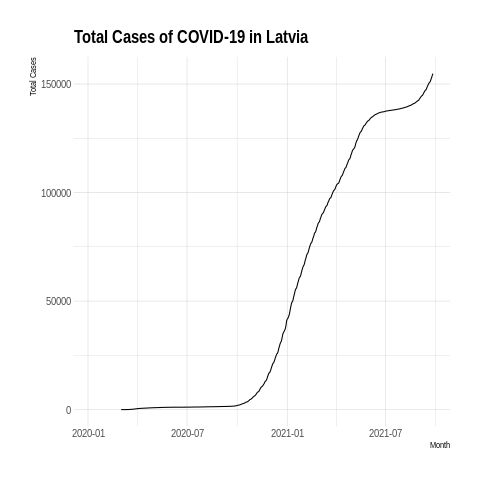 Total Cases of COVID-19 in Latvia
Total Cases
150000
100000
50000
0
2020-01
2020-07
2021-01
2021-07
Month